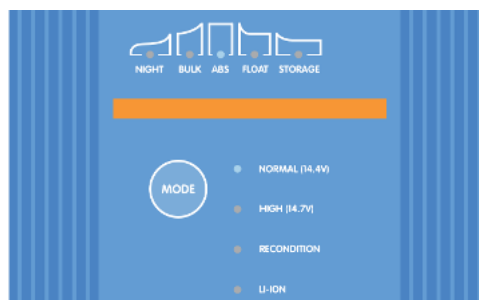 NIGHT BULK ABS FLOAT STORAGE
MODE
NORMAL (14.4V)
HIGH (14.7V)
RECONDITION
LI-ION